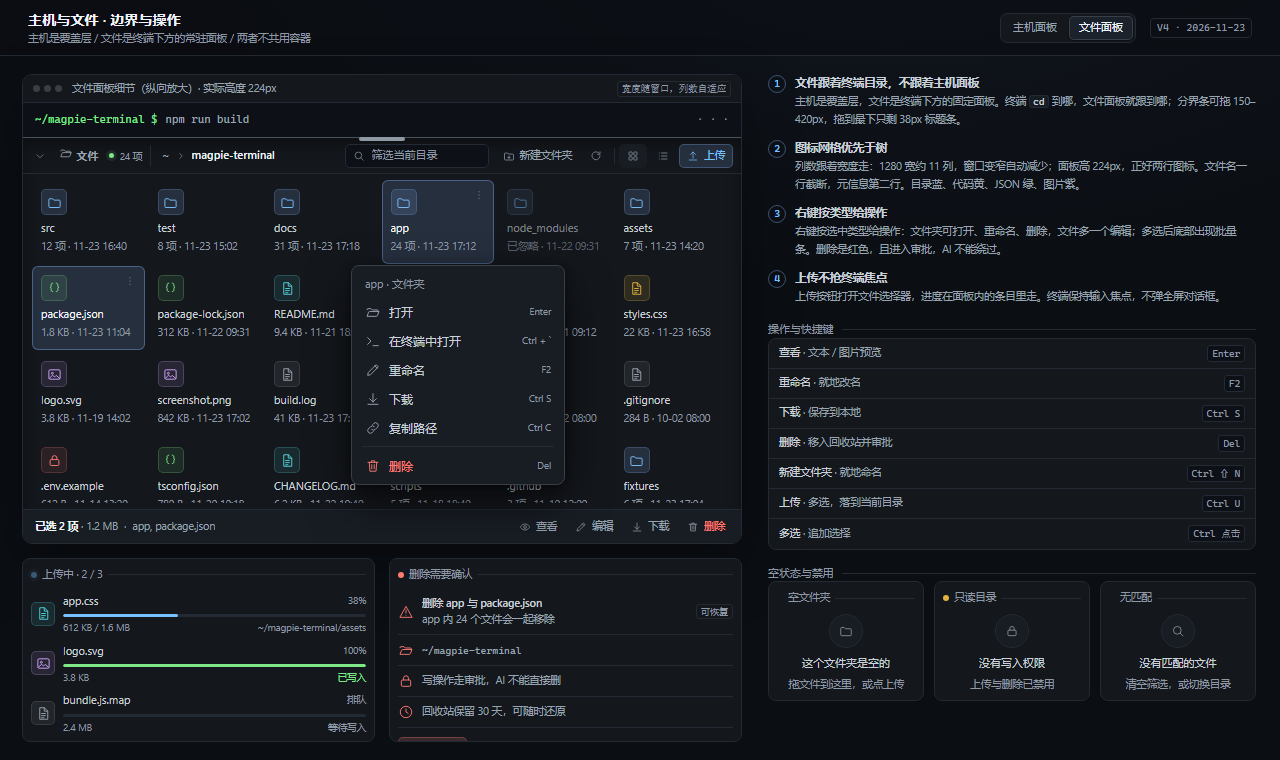 主机与文件 · 边界与操作
主机是覆盖层 / 文件是终端下方的常驻面板 / 两者不共用容器
主机面板
文件面板
V4 · 2026-11-23
文件面板细节（纵向放大）· 实际高度 224px
宽度随窗口，列数自适应
~/magpie-terminal $ npm run build
· · ·
文件
24 项
~ › magpie-terminal
筛选当前目录
新建文件夹
上传
src
12 项 · 11-23 16:40
test
8 项 · 11-23 15:02
docs
31 项 · 11-23 17:18
app
24 项 · 11-23 17:12
node_modules
已忽略 · 11-22 09:31
assets
7 项 · 11-23 14:20
package.json
1.8 KB · 11-23 11:04
package-lock.json
312 KB · 11-22 09:31
README.md
9.4 KB · 11-21 18:
09:12
styles.css
22 KB · 11-23 16:58
logo.svg
3.8 KB · 11-19 14:02
screenshot.png
842 KB · 11-23 17:02
build.log
41 KB · 11-23 17:
08:00
.gitignore
284 B · 10-02 08:00
.env.example
tsconfig.json
CHANGELOG.md
scripts
.github
fixtures
app · 文件夹
打开
Enter
在终端中打开
Ctrl + `
重命名
F2
下载
Ctrl S
复制路径
Ctrl C
删除
Del
已选 2 项 · 1.2 MB · app, package.json
查看
编辑
下载
删除
上传中 · 2 / 3
app.css
38%
612 KB / 1.6 MB
~/magpie-terminal/assets
logo.svg
100%
3.8 KB
已写入
bundle.js.map
排队
2.4 MB
等待写入
删除需要确认
删除 app 与 package.json
app 内 24 个文件会一起移除
可恢复
~/magpie-terminal
写操作走审批，AI 不能直接删
回收站保留 30 天，可随时还原
1
文件跟着终端目录，不跟着主机面板
主机是覆盖层，文件是终端下方的固定面板。终端 cd 到哪，文件面板就跟到哪；分界条可拖 150–
420px，拖到最下只剩 38px 标题条。
2
图标网格优先于树
列数跟着宽度走：1280 宽约 11 列，窗口变窄自动减少；面板高 224px，正好两行图标。文件名一
行截断，元信息第二行。目录蓝、代码黄、JSON 绿、图片紫。
3
右键按类型给操作
右键按选中类型给操作：文件夹可打开、重命名、删除，文件多一个编辑；多选后底部出现批量
条。删除是红色，且进入审批，AI 不能绕过。
4
上传不抢终端焦点
上传按钮打开文件选择器，进度在面板内的条目里走。终端保持输入焦点，不弹全屏对话框。
操作与快捷键
查看 · 文本 / 图片预览
Enter
重命名 · 就地改名
F2
下载 · 保存到本地
Ctrl S
删除 · 移入回收站并审批
Del
新建文件夹 · 就地命名
Ctrl ⇧ N
上传 · 多选，落到当前目录
Ctrl U
多选 · 追加选择
Ctrl 点击
空状态与禁用
空文件夹
这个文件夹是空的
拖文件到这里，或点上传
只读目录
没有写入权限
上传与删除已禁用
无匹配
没有匹配的文件
清空筛选，或切换目录